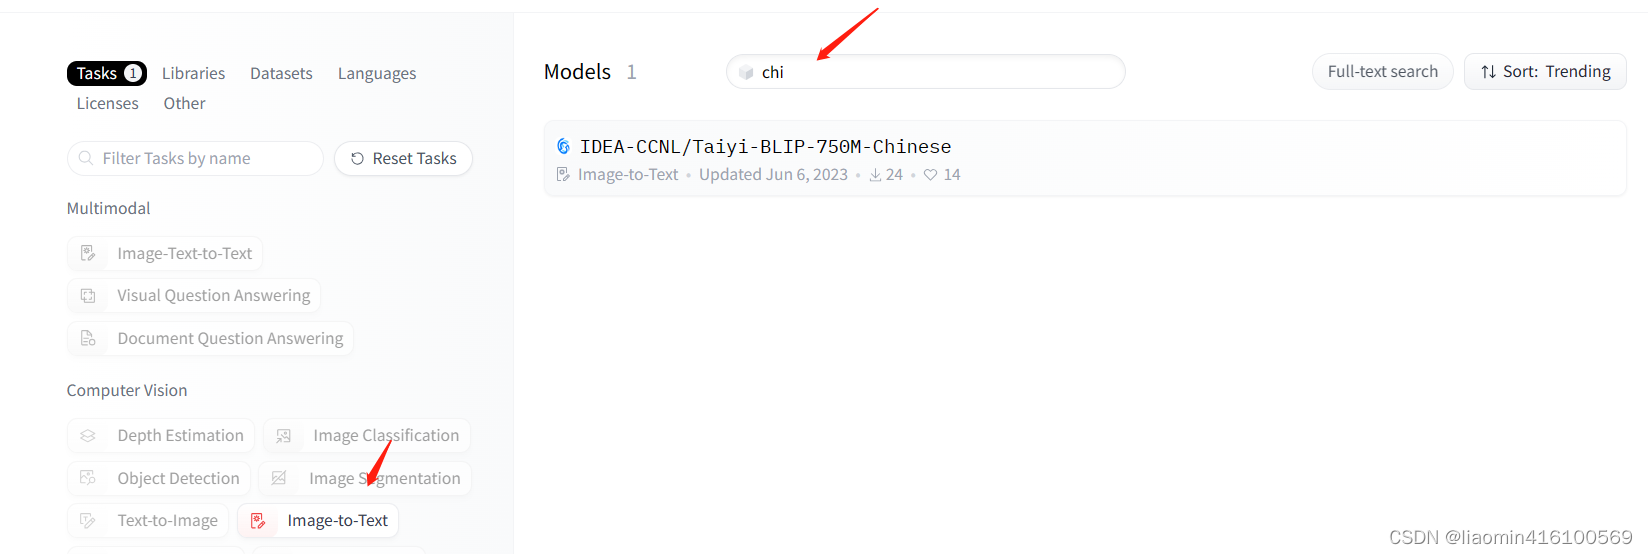 Tasks 1 Libraries Datasets Languages
Licenses Other
Filter Tasks by name Reset Tasks
Multimodal
Image-Text-to-Text
Visual Question Answering
Document Question Answering
Computer Vision
Depth Estimation Image Classification
Object Detection Image Segmentation
Text-to-Image Image-to-Text
Models 1 chi Full-text search Sort: Trending
IDEA-CCNL/Taiyi-BLIP-750M-Chinese
Image-to-Text • Updated Jun 6, 2023 • 24 • 14
CSDN @liaomin416100569